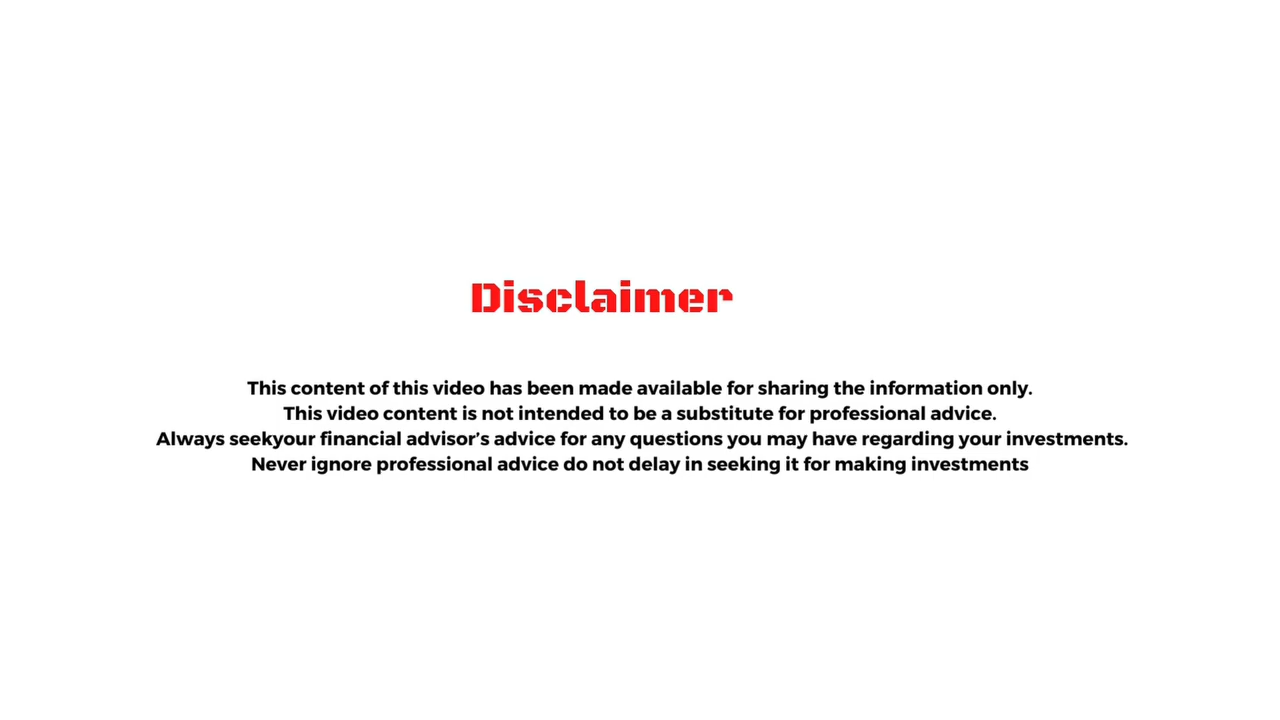 Disclaimer
This content of this video has been made available for sharing the information only.
This video content is not intended to be a substitute for professional advice.
Always seekyour financial advisor’s advice for any questions you may have regarding your investments.
Never ignore professional advice do not delay in seeking it for making investments